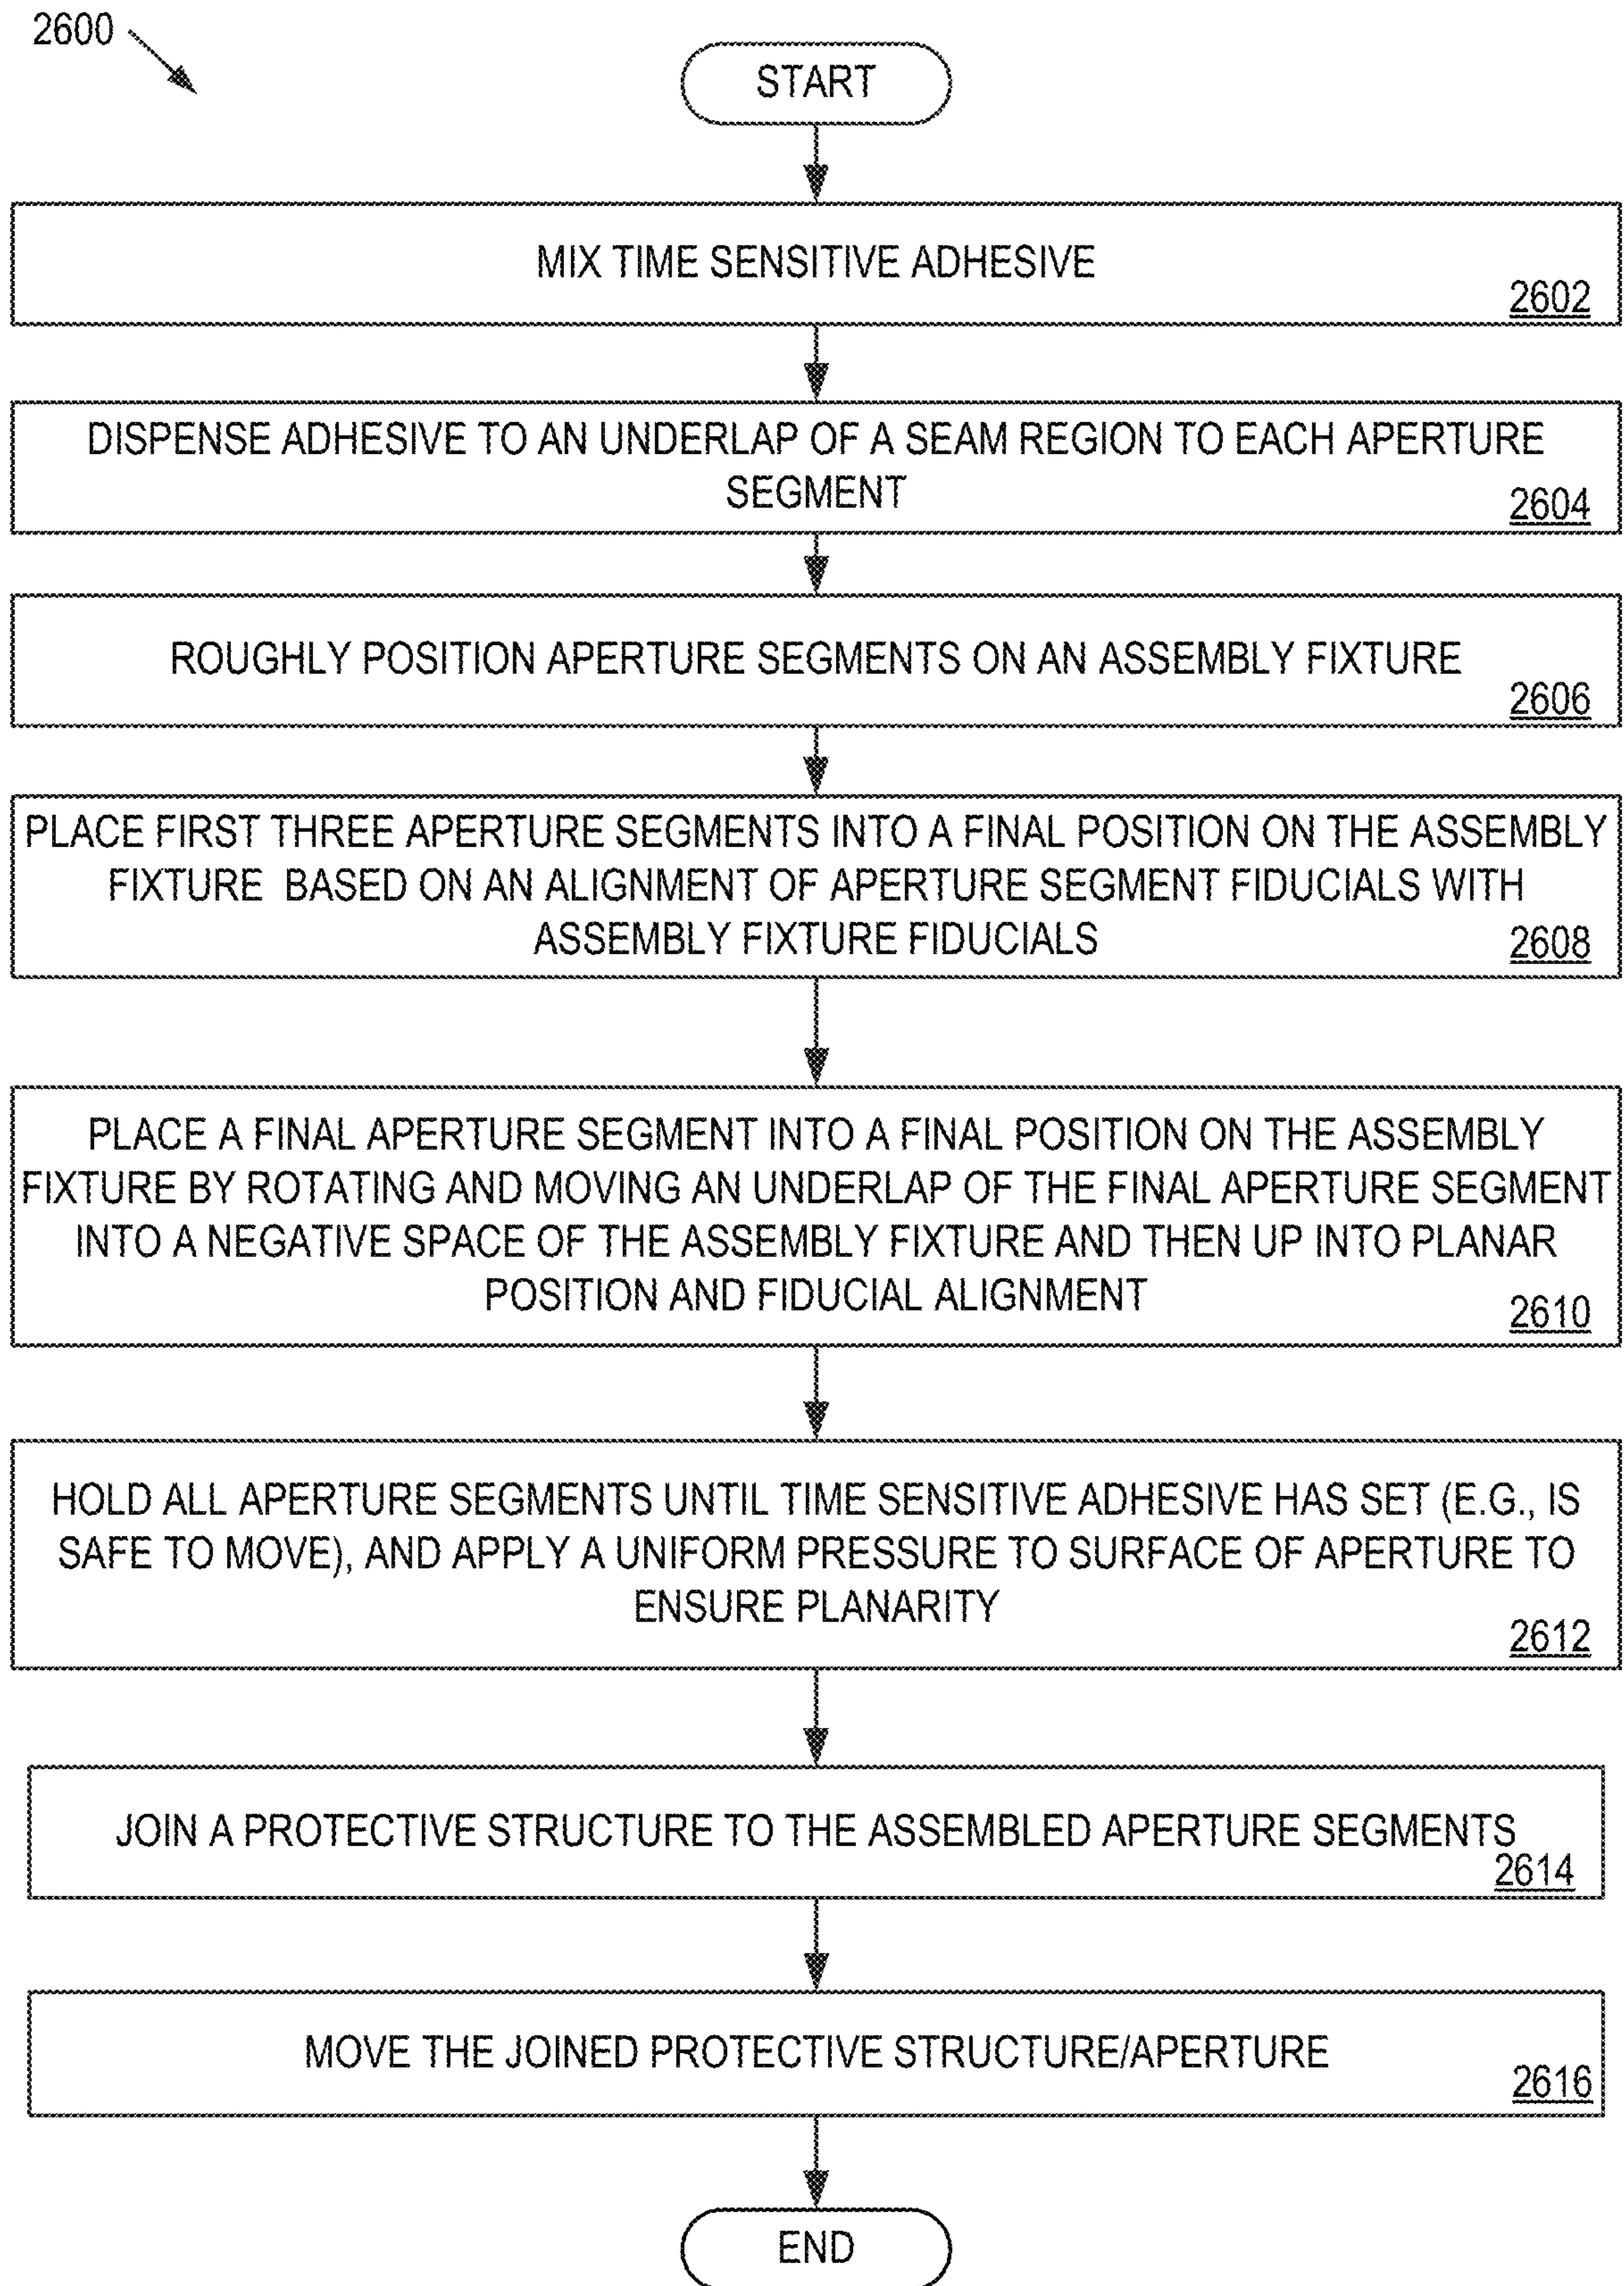 2600
START
MIX TIME SENSITIVE ADHESIVE
2602
DISPENSE ADHESIVE TO AN UNDERLAP OF A SEAM REGION TO EACH APERTURE
SEGMENT
2604
ROUGHLY POSITION APERTURE SEGMENTS ON AN ASSEMBLY FIXTURE
2606
PLACE FIRST THREE APERTURE SEGMENTS INTO A FINAL POSITION ON THE ASSEMBLY
FIXTURE BASED ON AN ALIGNMENT OF APERTURE SEGMENT FIDUCIALS WITH
ASSEMBLY FIXTURE FIDUCIALS
2608
PLACE A FINAL APERTURE SEGMENT INTO A FINAL POSITION ON THE ASSEMBLY
FIXTURE BY ROTATING AND MOVING AN UNDERLAP OF THE FINAL APERTURE SEGMENT
INTO A NEGATIVE SPACE OF THE ASSEMBLY FIXTURE AND THEN UP INTO PLANAR
POSITION AND FIDUCIAL ALIGNMENT
2610
HOLD ALL APERTURE SEGMENTS UNTIL TIME SENSITIVE ADHESIVE HAS SET (E.G., IS
SAFE TO MOVE), AND APPLY A UNIFORM PRESSURE TO SURFACE OF APERTURE TO
ENSURE PLANARITY
2612
JOIN A PROTECTIVE STRUCTURE TO THE ASSEMBLED APERTURE SEGMENTS
2614
MOVE THE JOINED PROTECTIVE STRUCTURE/APERTURE
2616
END